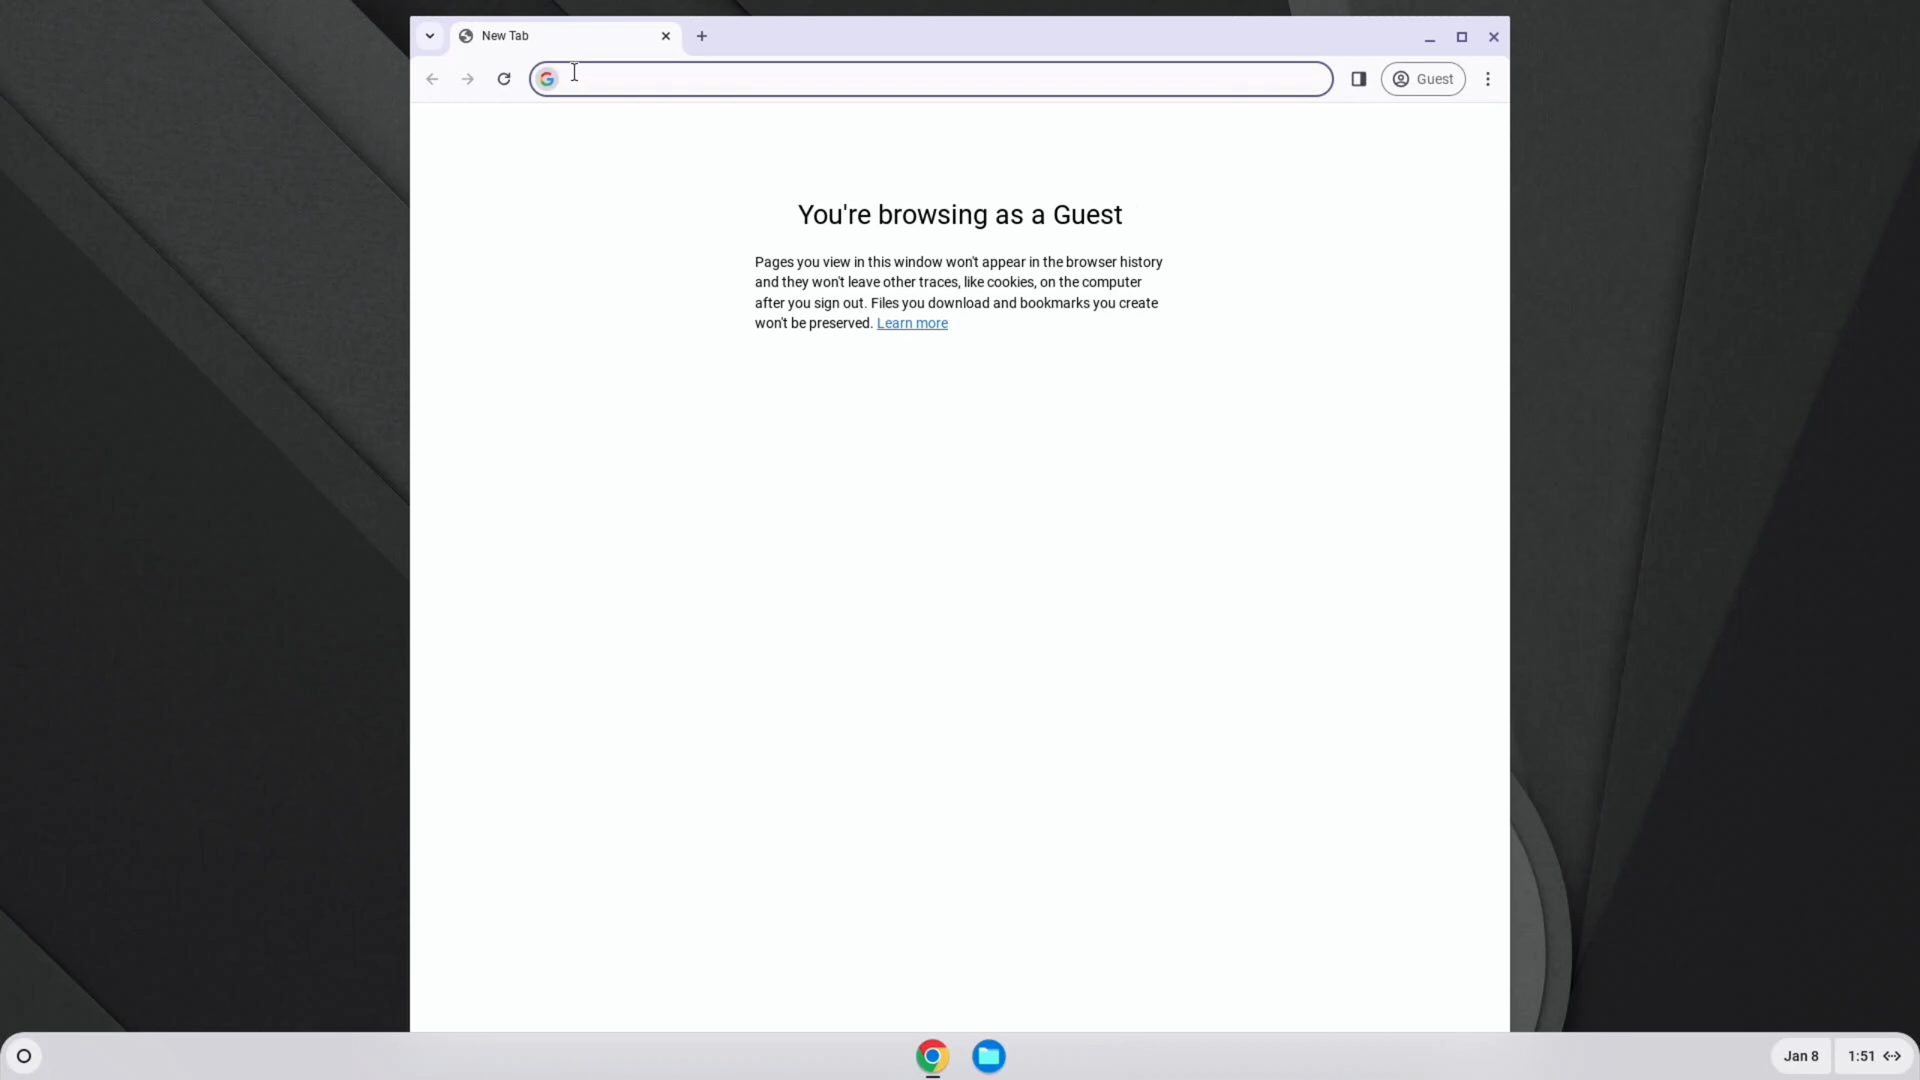 New Tab
Guest
You're browsing as a Guest
Pages you view in this window won't appear in the browser history
and they won't leave other traces, like cookies, on the computer
after you sign out. Files you download and bookmarks you create
won't be preserved. Learn more
Jan 8 1:51